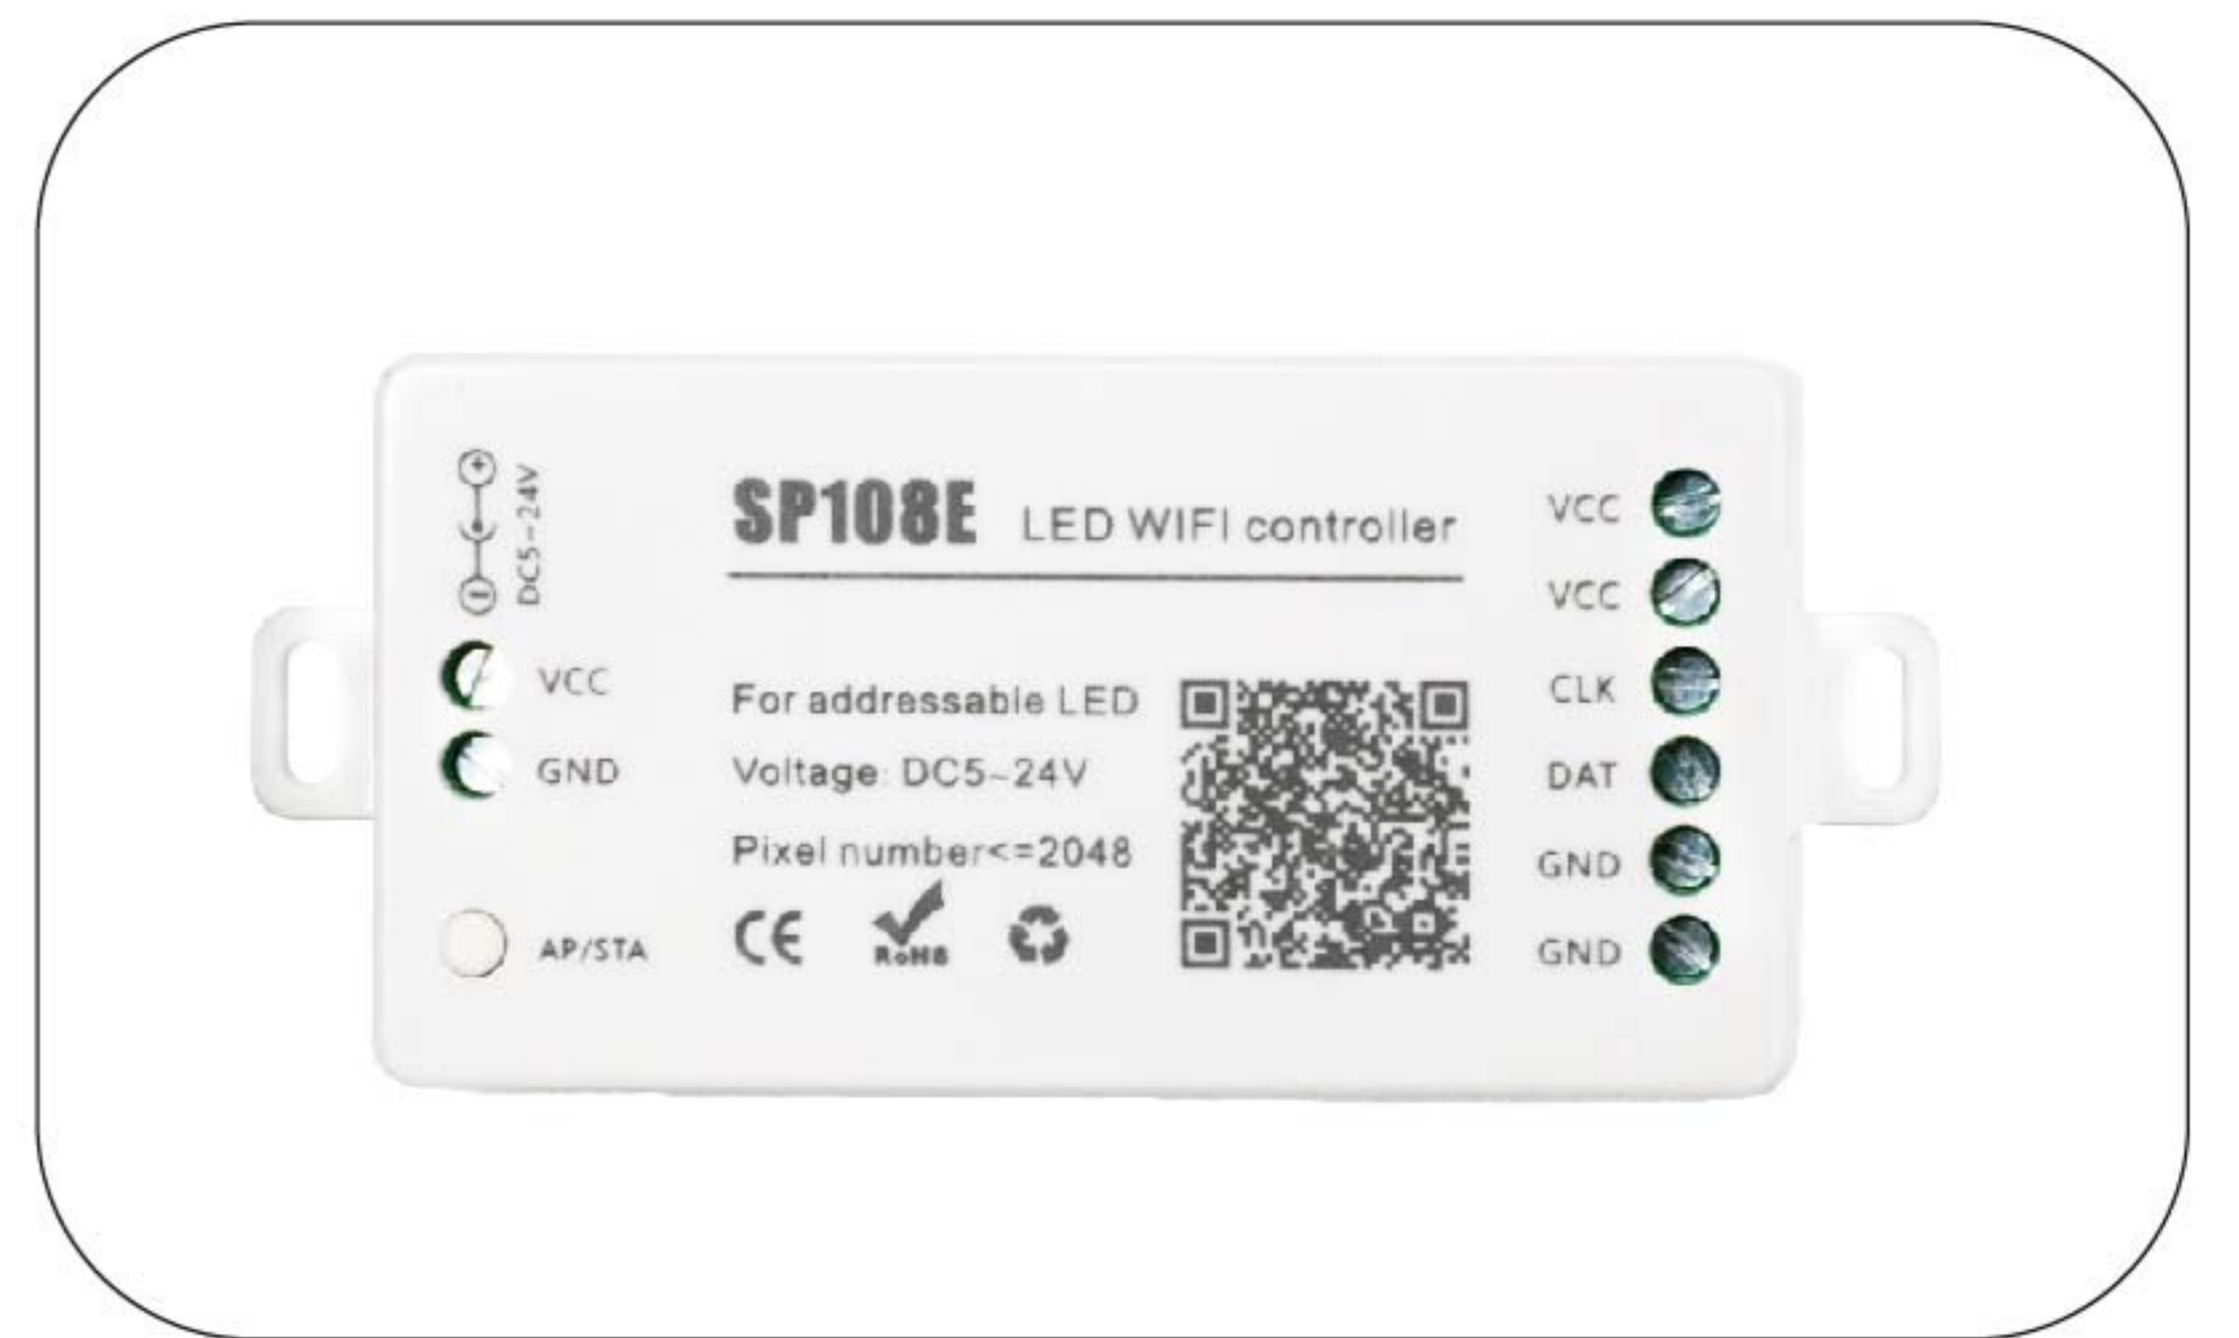 DC5-24V
SP108E LED WIFI controller
VCC
GND
AP/STA
For addressable LED
Voltage: DC5~24V
Pixel number<=2048
CE
RoHS
VCC
VCC
CLK
DAT
GND
GND